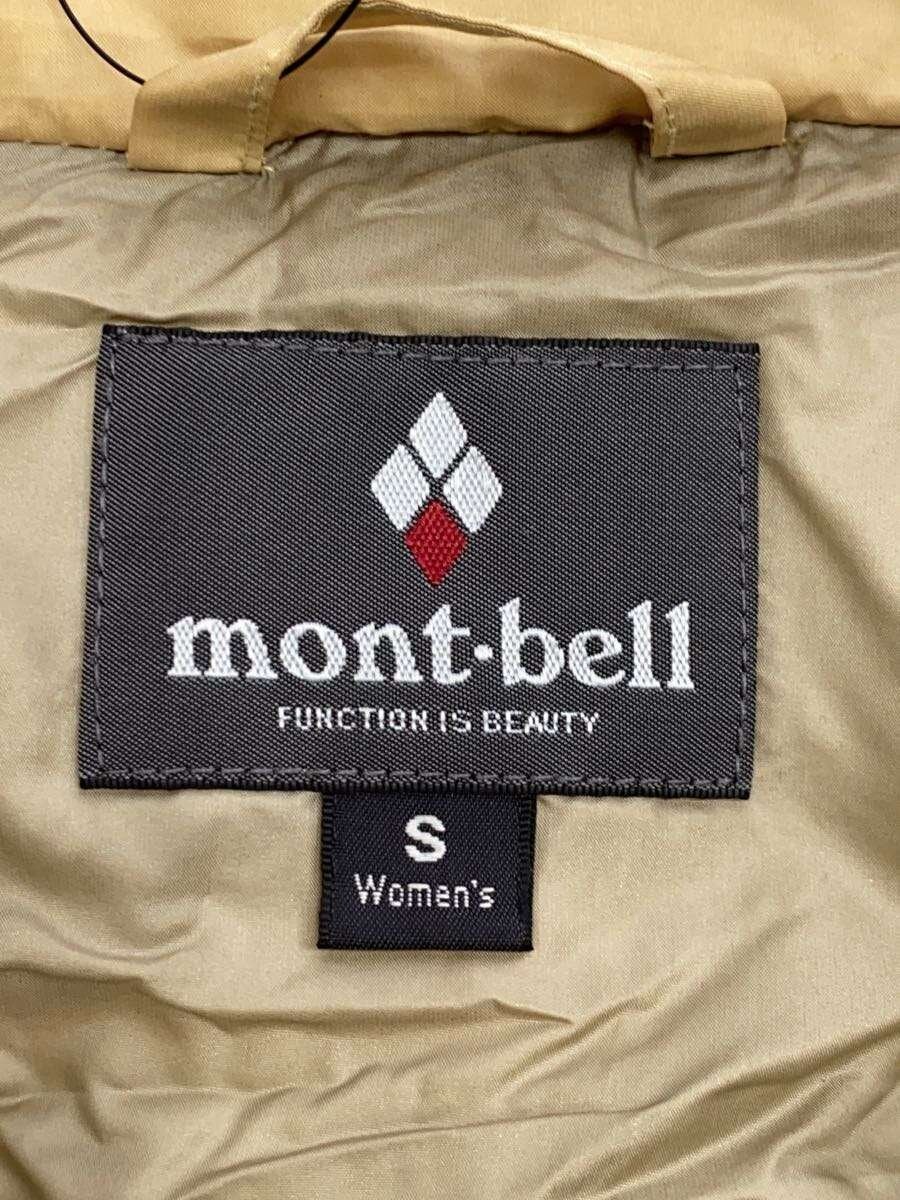 mont·bell
FUNCTION IS BEAUTY
S
Women's